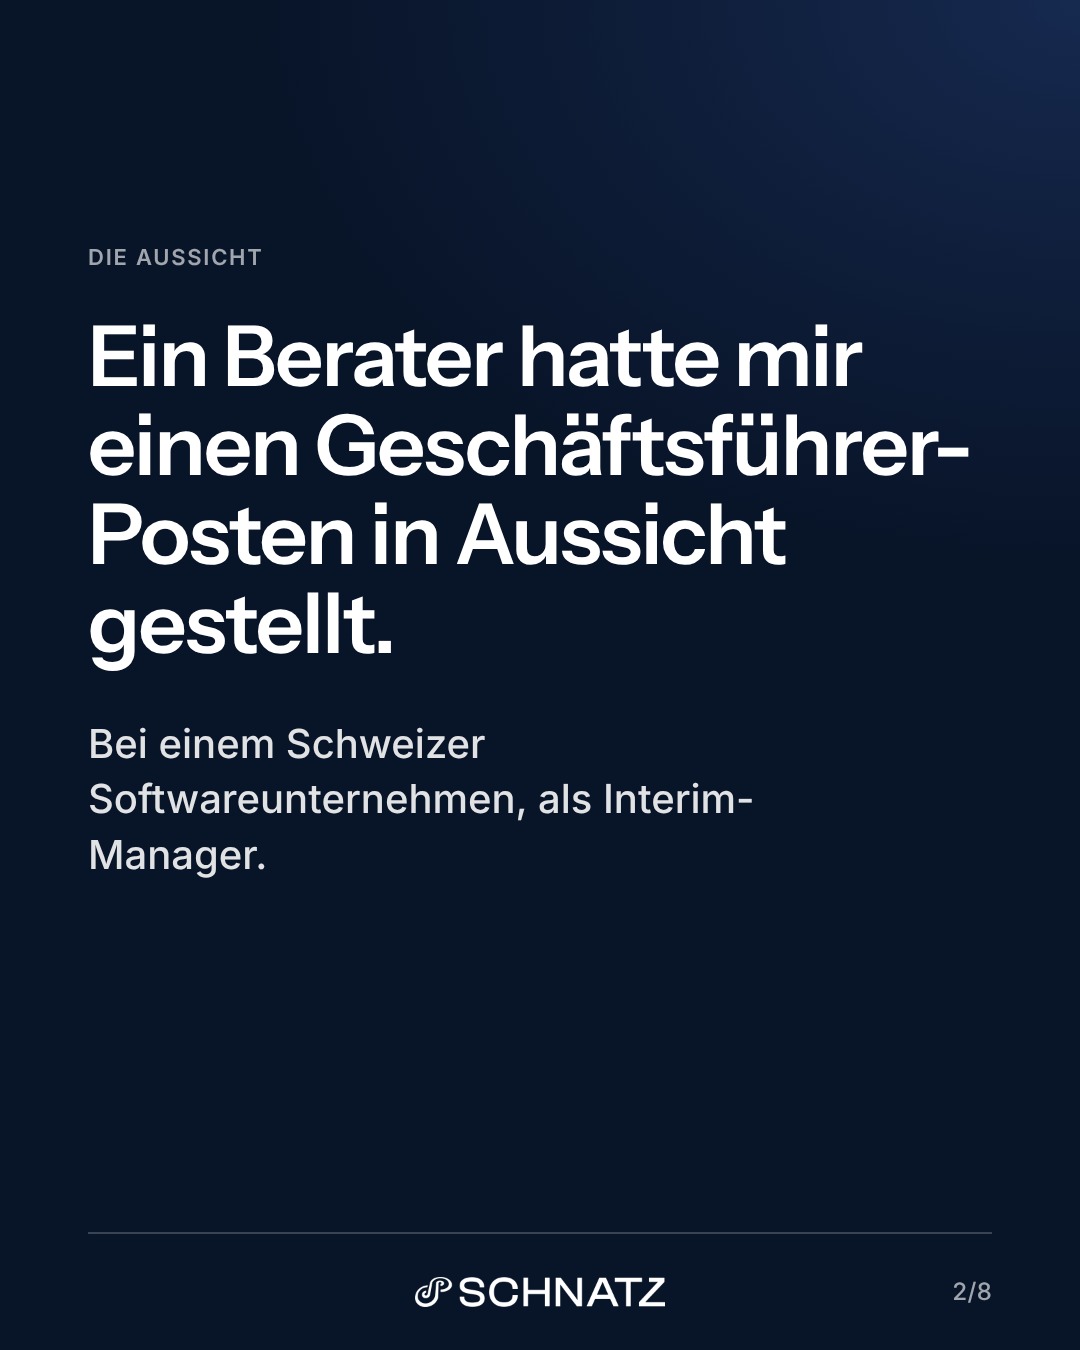 DIE AUSSICHT
Ein Berater hatte mir
einen Geschäftsführer-
Posten in Aussicht
gestellt.
Bei einem Schweizer
Softwareunternehmen, als Interim-
Manager.
SCHNATZ
2/8